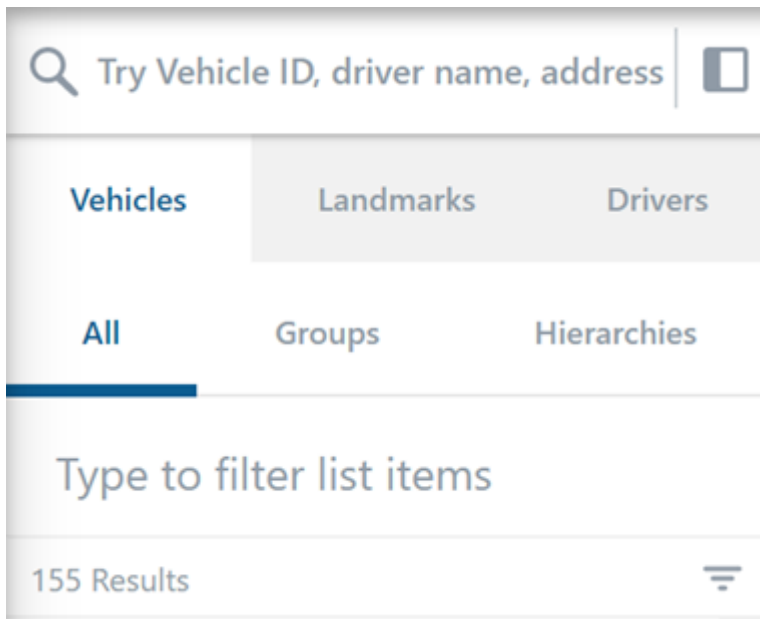 Try Vehicle ID, driver name, address
Vehicles Landmarks Drivers
All Groups Hierarchies
Type to filter list items
155 Results